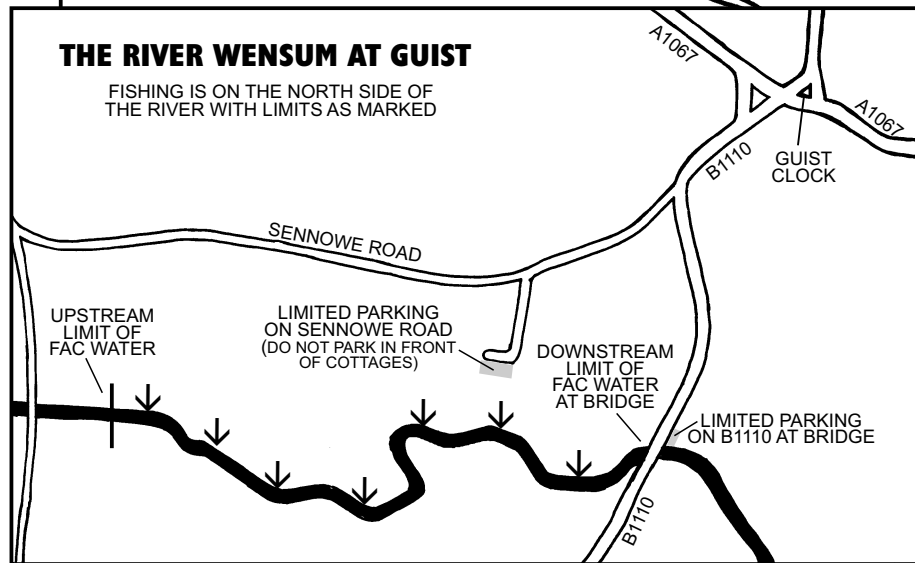 THE RIVER WENSUM AT GUIST
FISHING IS ON THE NORTH SIDE OF
THE RIVER WITH LIMITS AS MARKED
A1067
A1067
B1110
GUIST
CLOCK
SENNOWE ROAD
UPSTREAM
LIMIT OF
FAC WATER
LIMITED PARKING
ON SENNOWE ROAD
(DO NOT PARK IN FRONT
OF COTTAGES)
DOWNSTREAM
LIMIT OF
FAC WATER
AT BRIDGE
LIMITED PARKING
ON B1110 AT BRIDGE
B1110